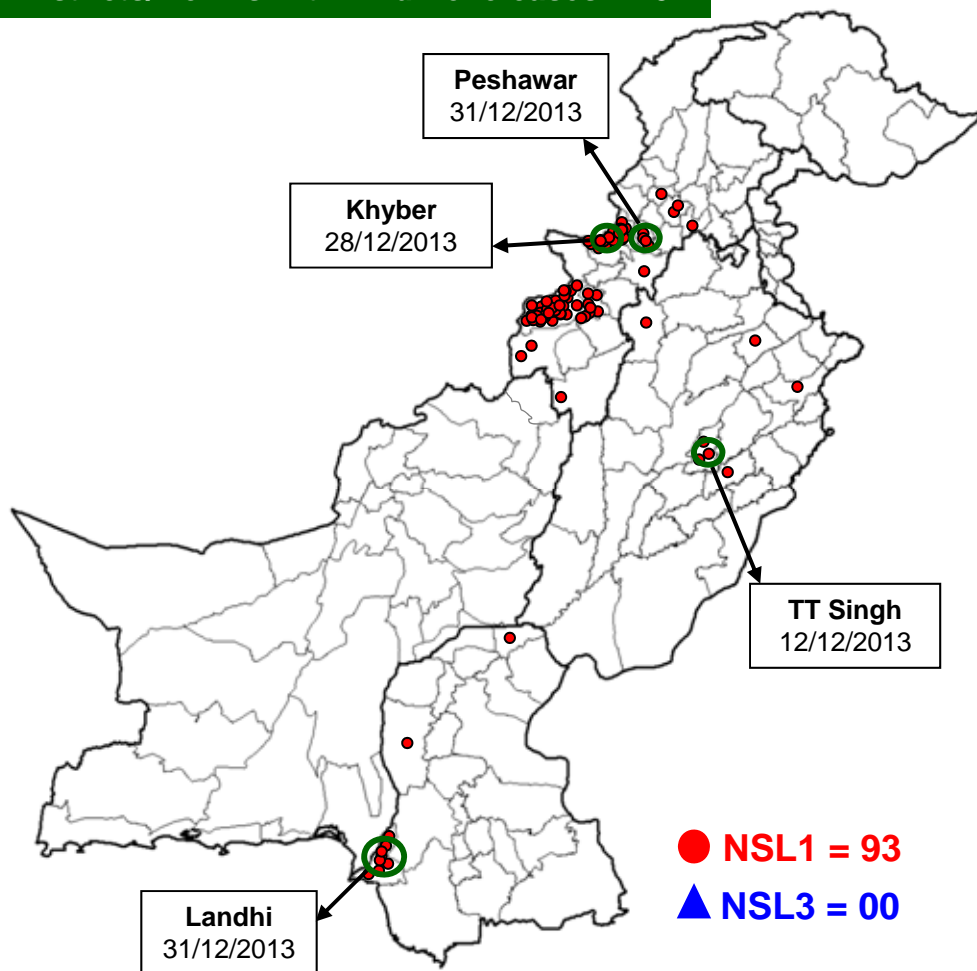 Peshawar
31/12/2013
Khyber
28/12/2013
TT Singh
12/12/2013
NSL1 = 93
NSL3 = 00
Landhi
31/12/2013